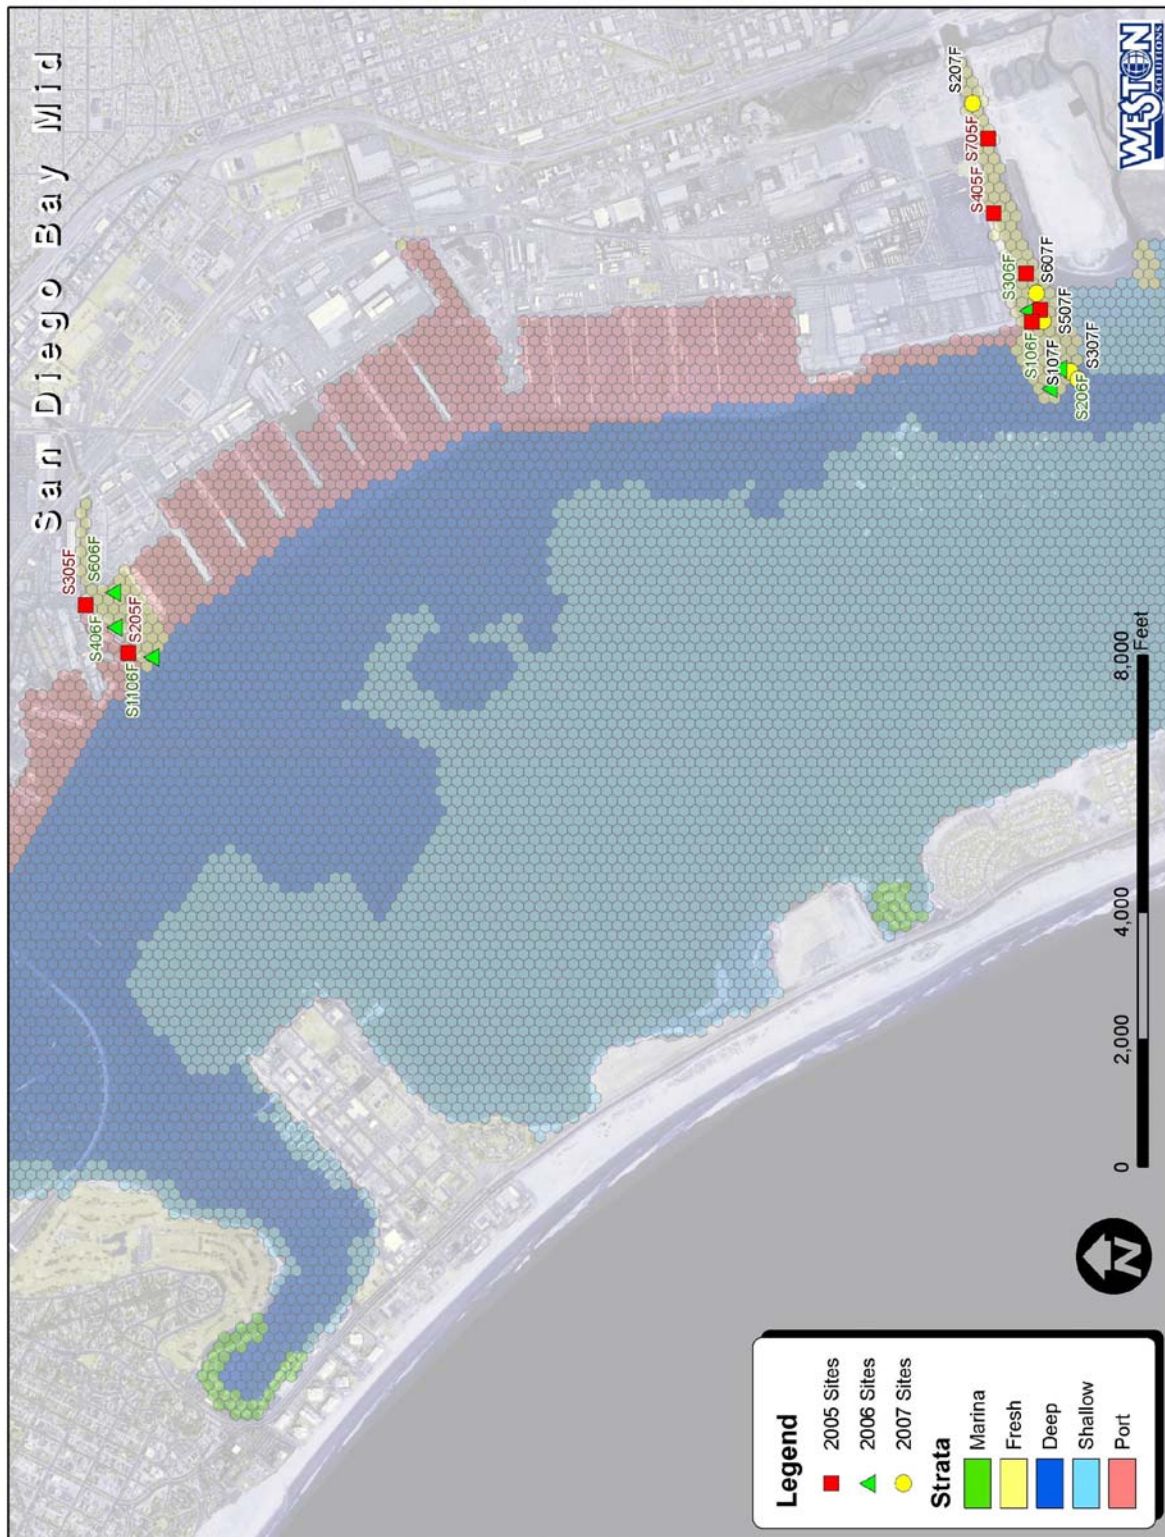 San Diego Bay Mid
S305F
S606F
S406F
S205F
S1106F
S207F
S705F
S405F
S306F
S607F
S106F
S507F
S107F
S307F
S206F
Legend
2005 Sites
2006 Sites
2007 Sites
Strata
Marina
Fresh
Deep
Shallow
Port
N
0 2,000 4,000 8,000
Feet
WESTON
SOLUTIONS